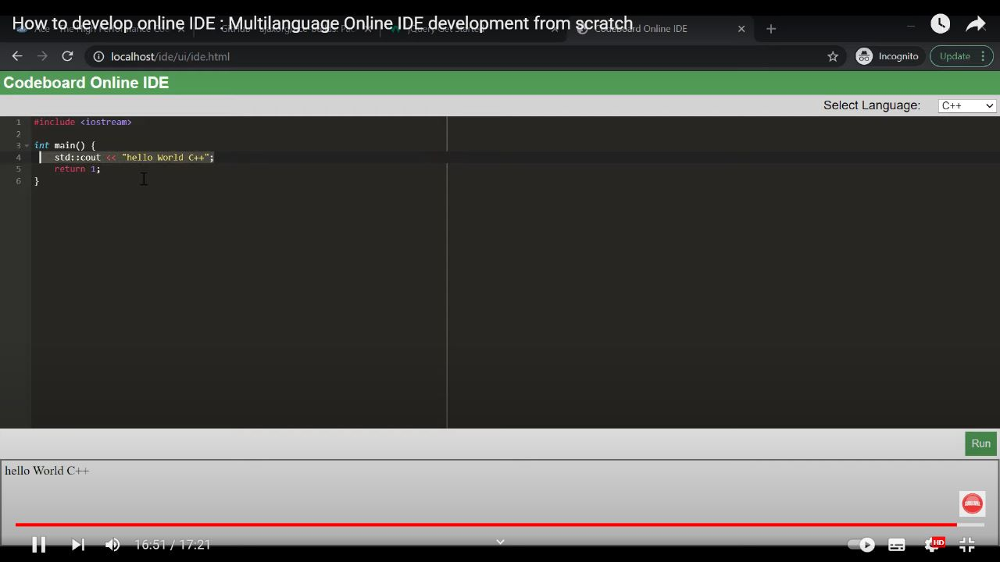 How to develop online IDE : Multilanguage Online IDE development from scratch
Codeboard Online IDE
localhost/ide/ui/ide.html
Incognito
Update
Codeboard Online IDE
Select Language:
C++
1 #include <iostream>
2
3 int main() {
4 std::cout << "hello World C++";
5 return 1;
6 }
Run
hello World C++
SUBSCRIBE
16:51 / 17:21
HD